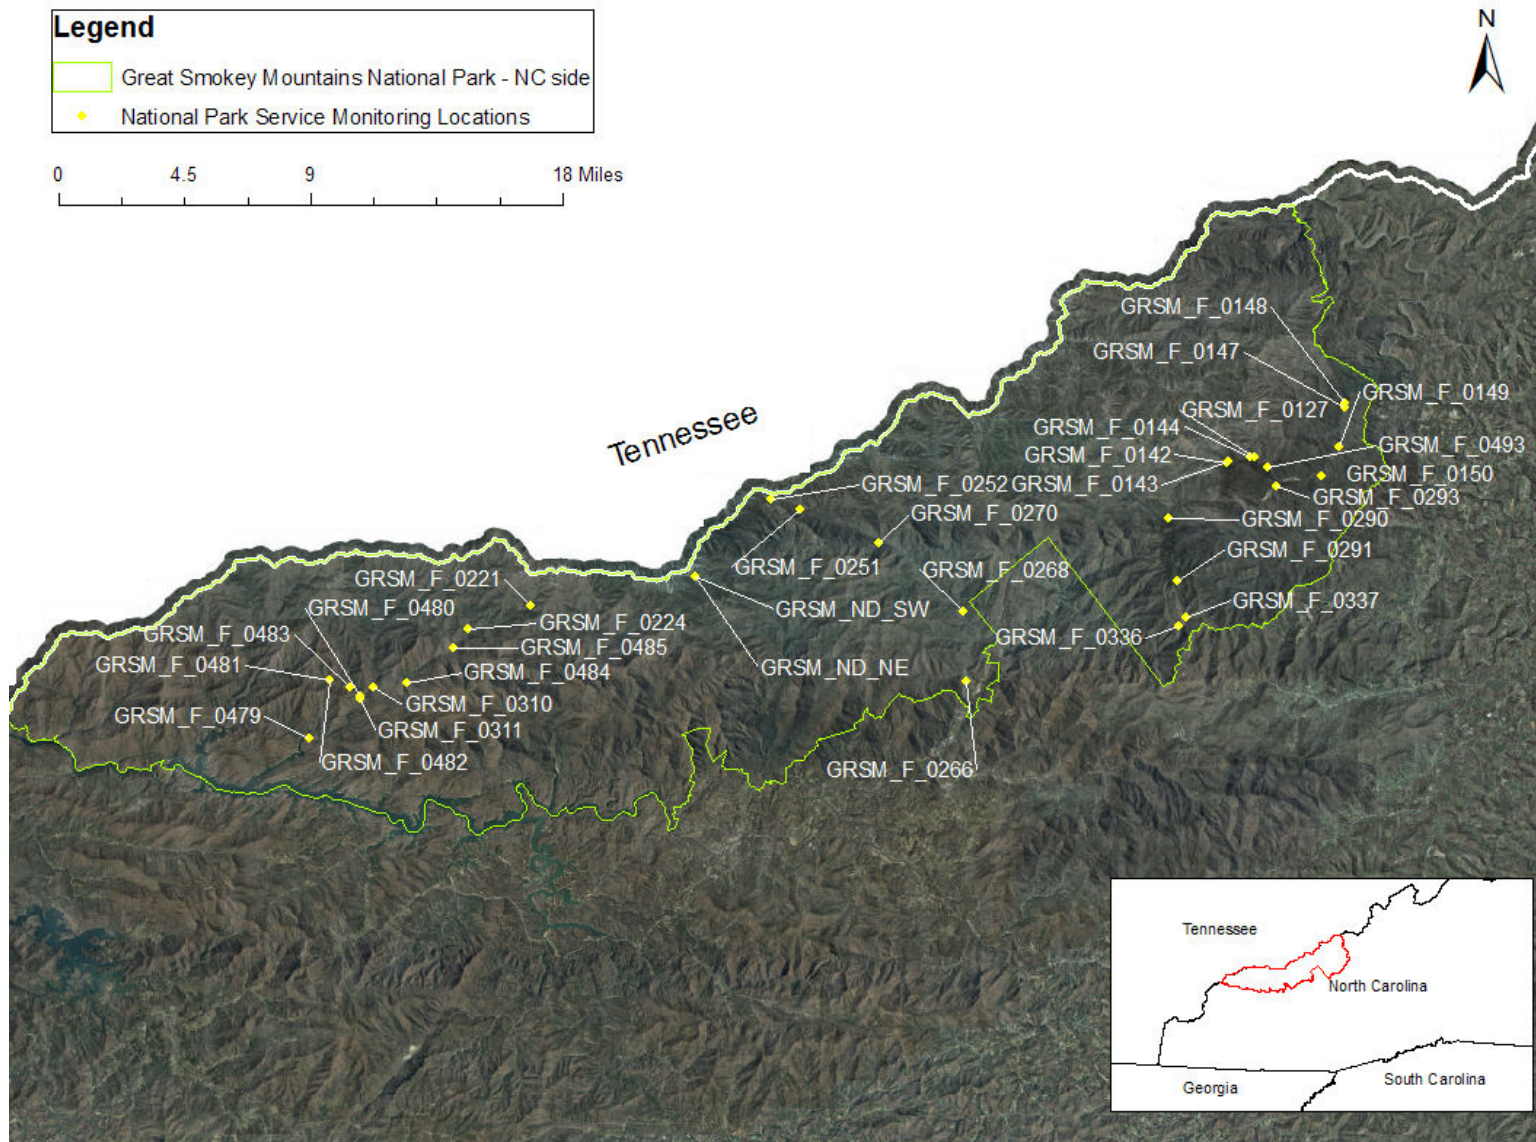 Legend
Great Smokey Mountains National Park - NC side
National Park Service Monitoring Locations
N
0 4.5 9 18 Miles
Tennessee
GRSM_F_0148
GRSM_F_0147
GRSM_F_0149
GRSM_F_0127
GRSM_F_0144
GRSM_F_0493
GRSM_F_0142
GRSM_F_0150
GRSM_F_0252
GRSM_F_0143
GRSM_F_0293
GRSM_F_0270
GRSM_F_0290
GRSM_F_0291
GRSM_F_0251
GRSM_F_0268
GRSM_F_0221
GRSM_F_0480
GRSM_ND_SW
GRSM_F_0337
GRSM_F_0224
GRSM_F_0483
GRSM_F_0336
GRSM_F_0485
GRSM_F_0481
GRSM_ND_NE
GRSM_F_0484
GRSM_F_0310
GRSM_F_0479
GRSM_F_0311
GRSM_F_0482
GRSM_F_0266
Tennessee
North Carolina
Georgia
South Carolina